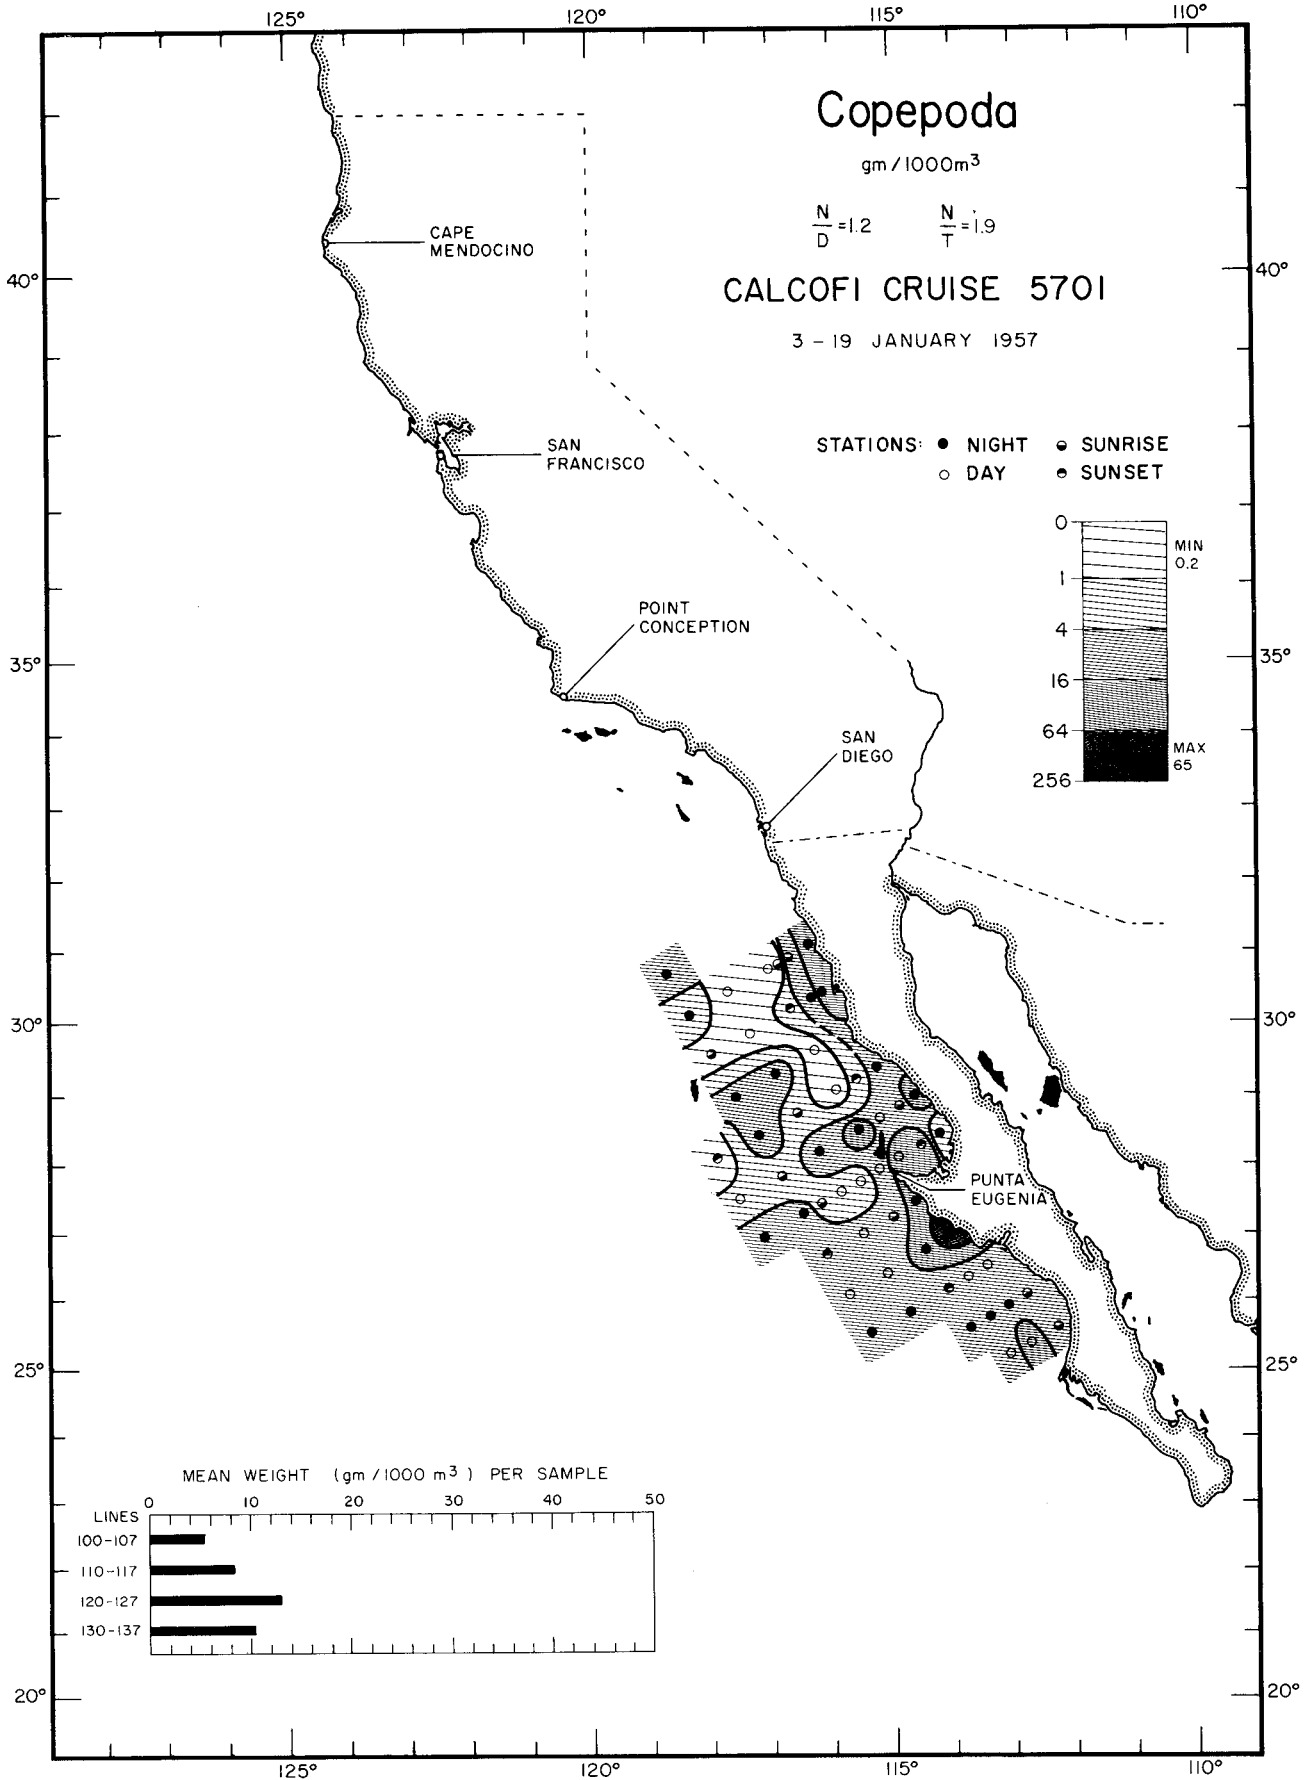 125° 120° 115° 110°
Copepoda
gm/1000m³
N/D =1.2 N/T =1.9
CALCOFI CRUISE 5701
3 – 19 JANUARY 1957
CAPE
MENDOCINO
40° 40°
STATIONS: ● NIGHT ◒ SUNRISE
○ DAY ◓ SUNSET
SAN
FRANCISCO
0
MIN
0.2
1
4
16
64
MAX
65
256
POINT
CONCEPTION
35° 35°
SAN
DIEGO
30° 30°
PUNTA
EUGENIA
25° 25°
MEAN WEIGHT (gm/1000 m³) PER SAMPLE
0 10 20 30 40 50
LINES
100-107
110-117
120-127
130-137
20° 20°
125° 120° 115° 110°